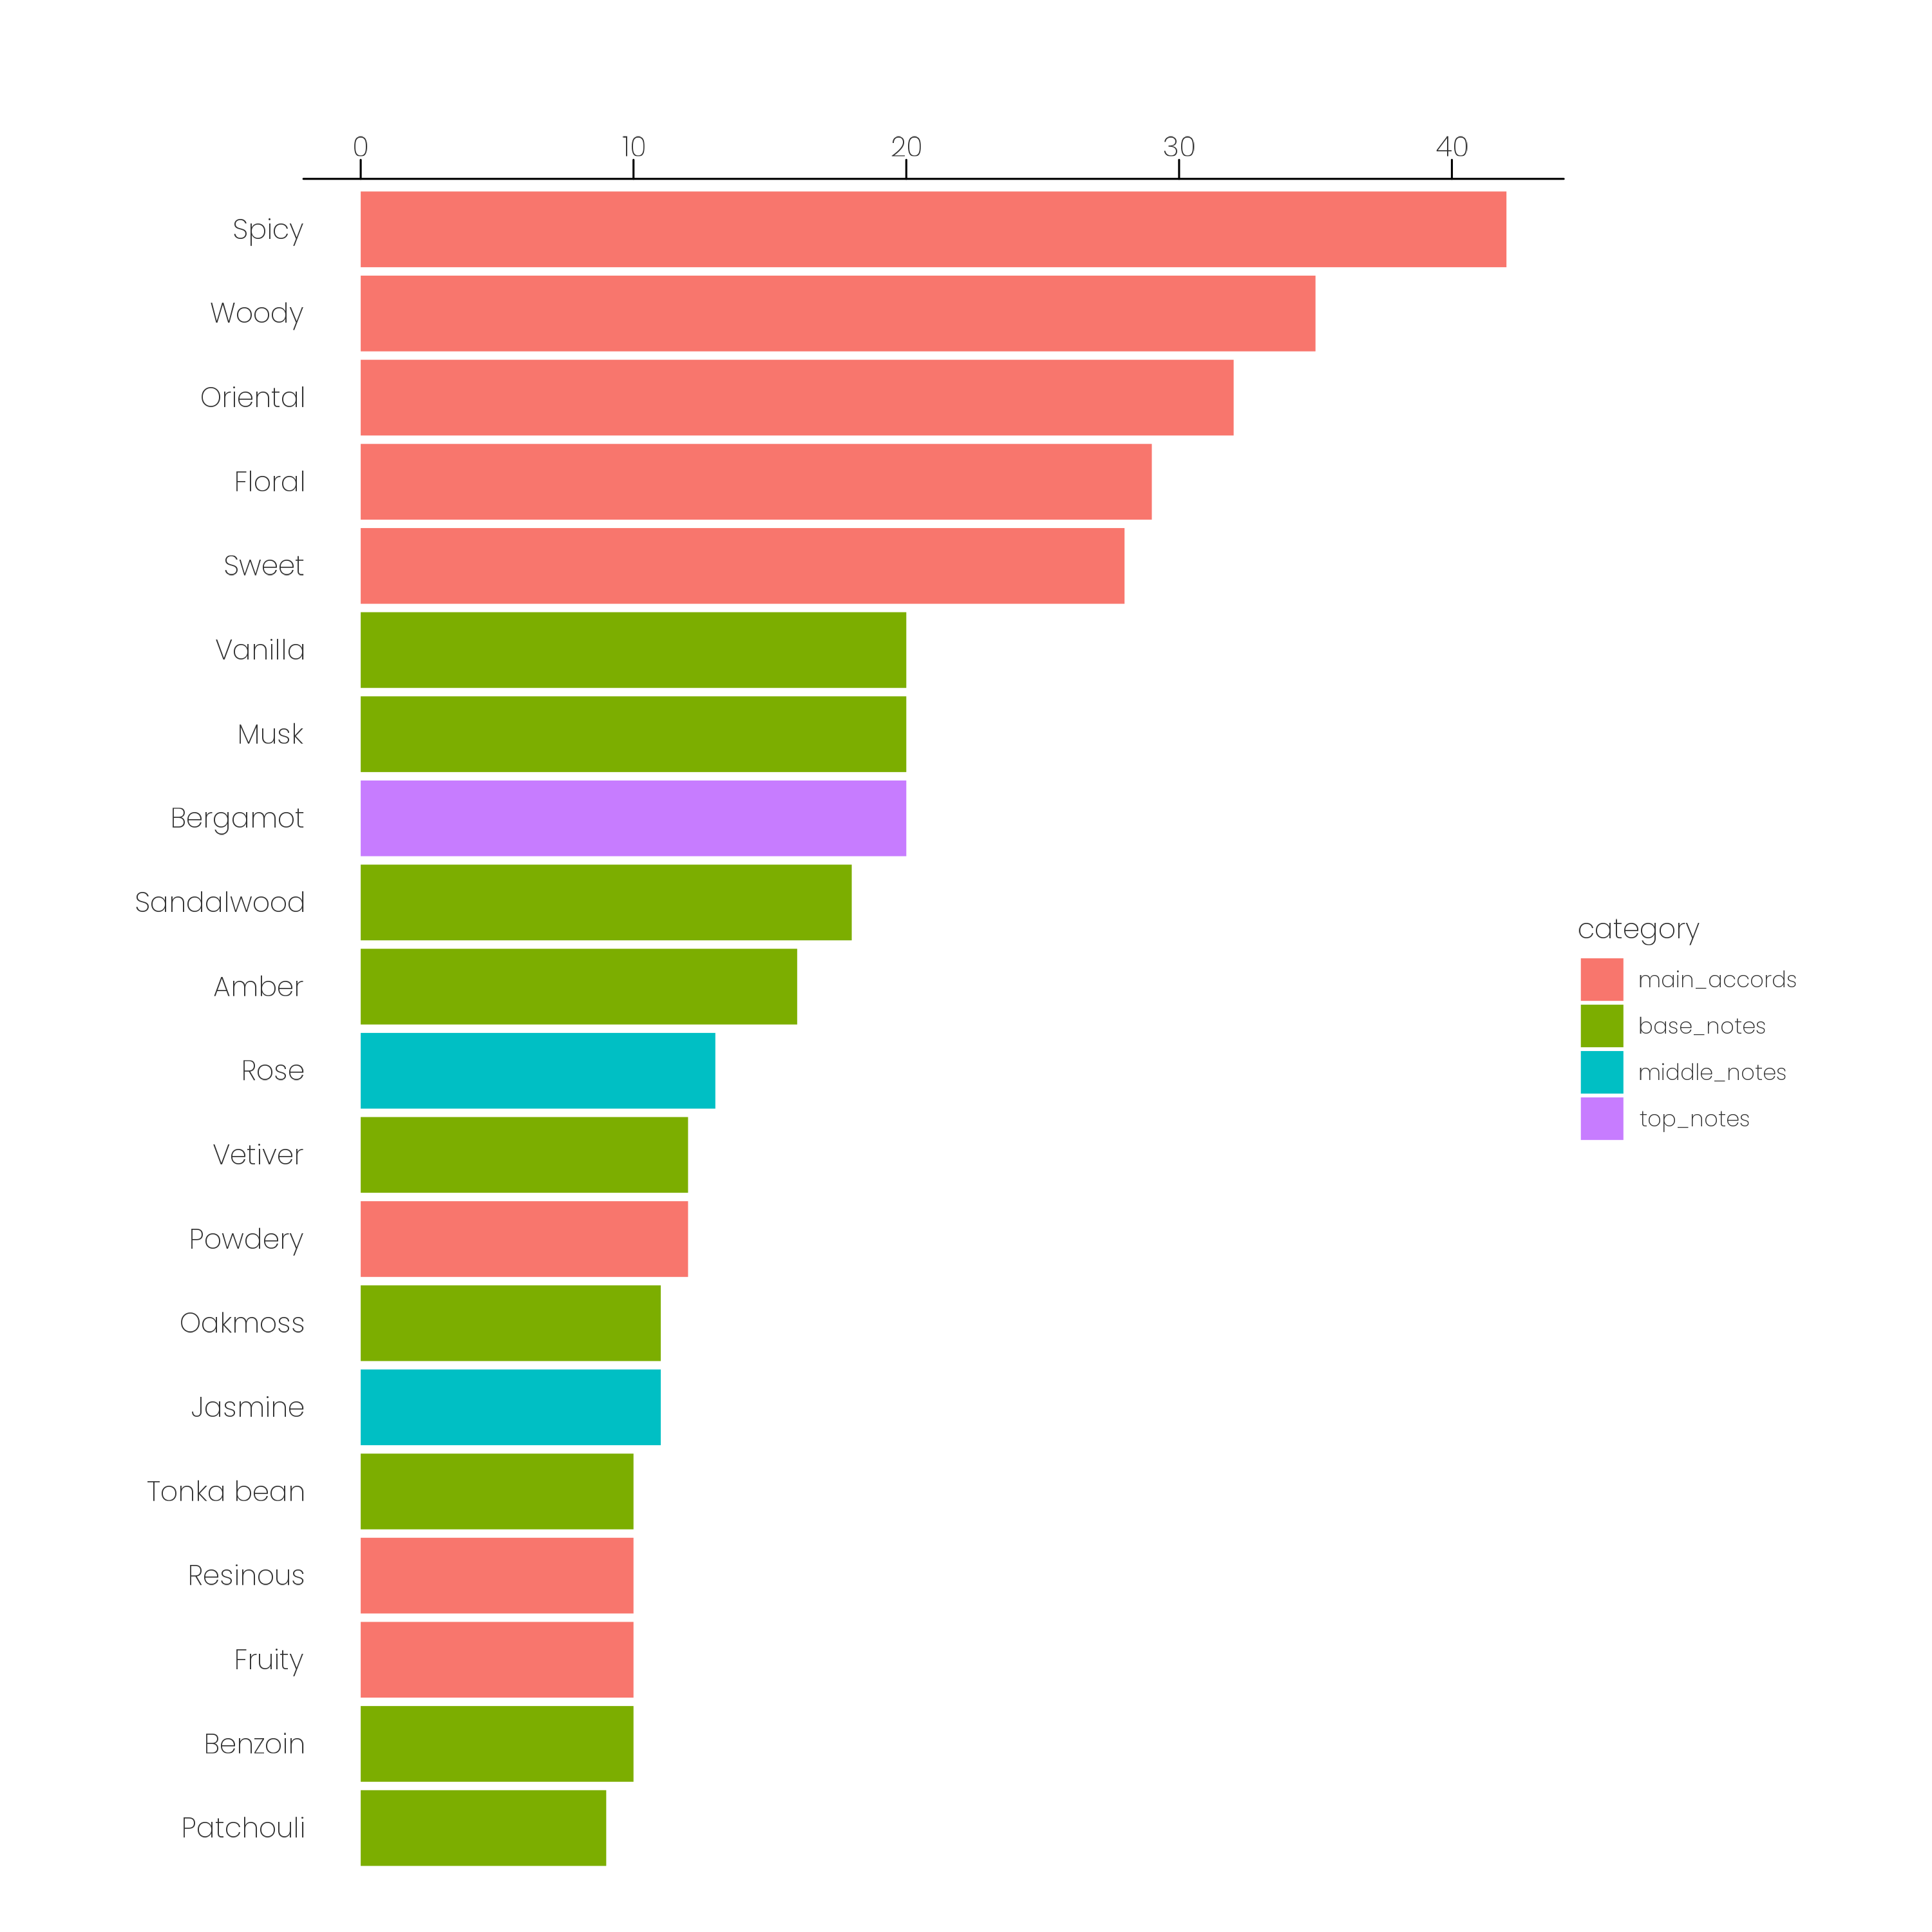 0 10 20 30 40
Spicy
Woody
Oriental
Floral
Sweet
Vanilla
Musk
Bergamot
Sandalwood
Amber
Rose
Vetiver
Powdery
Oakmoss
Jasmine
Tonka bean
Resinous
Fruity
Benzoin
Patchouli
category
main_accords
base_notes
middle_notes
top_notes